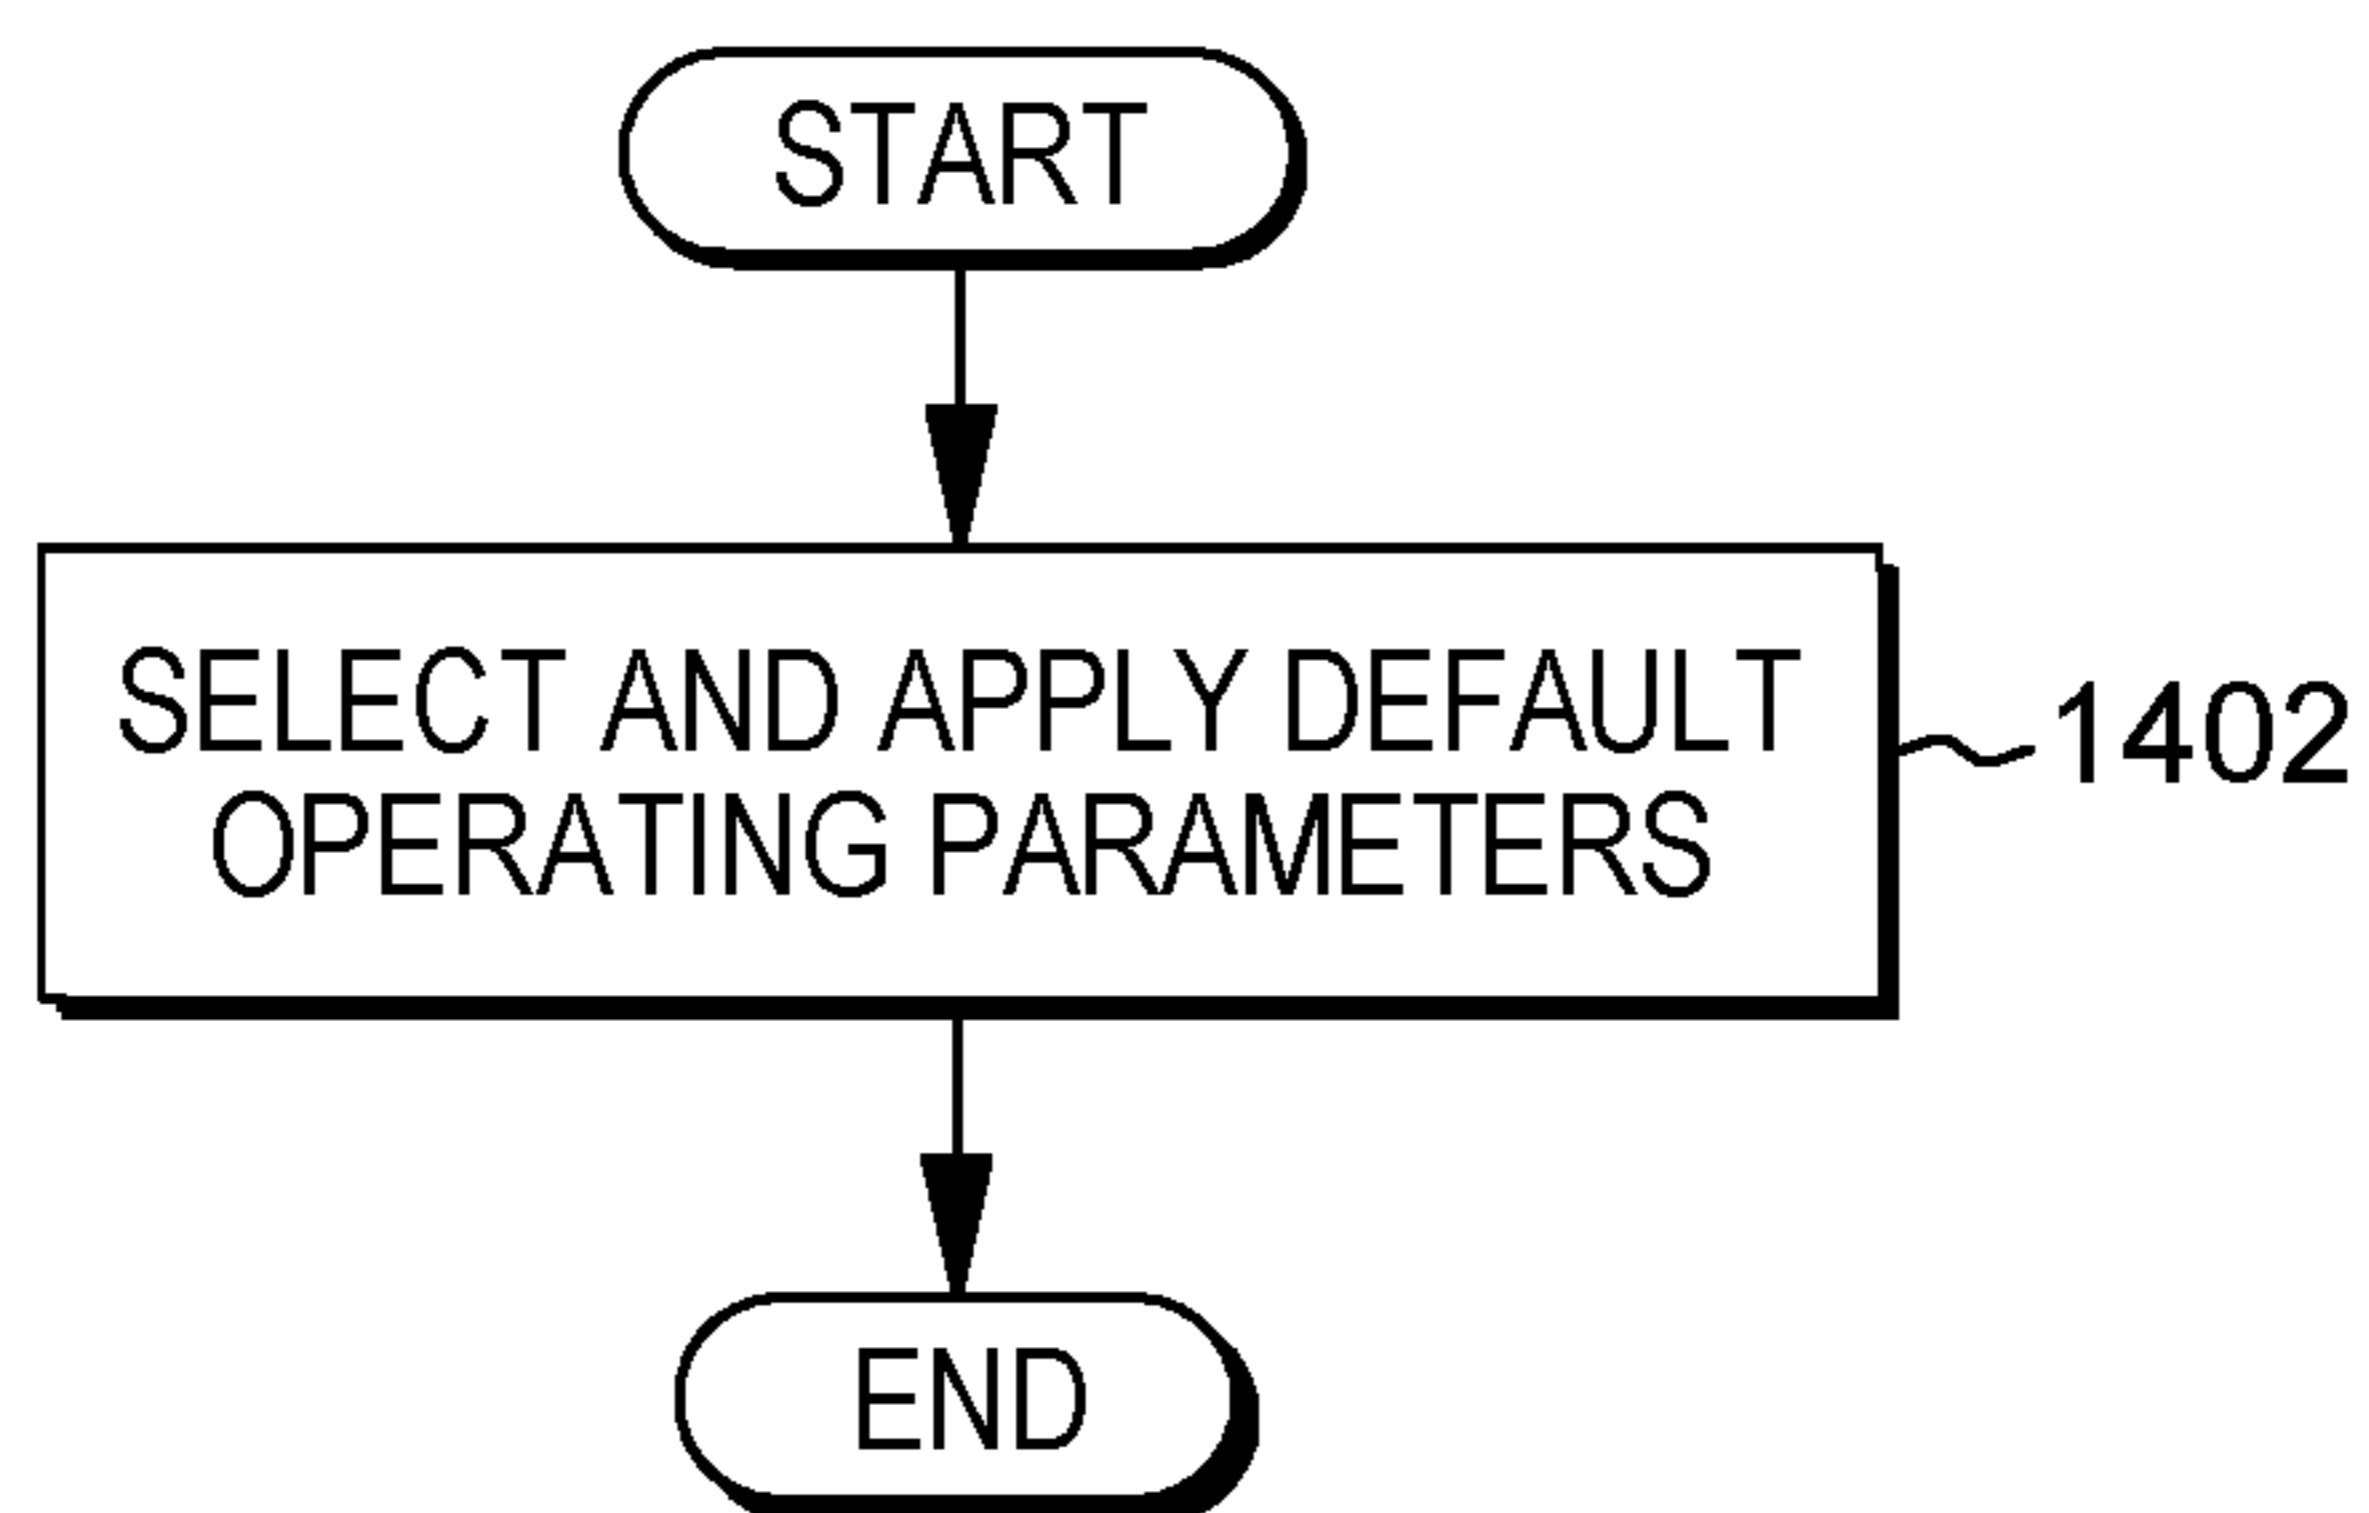 START
SELECT AND APPLY DEFAULT
OPERATING PARAMETERS
1402
END